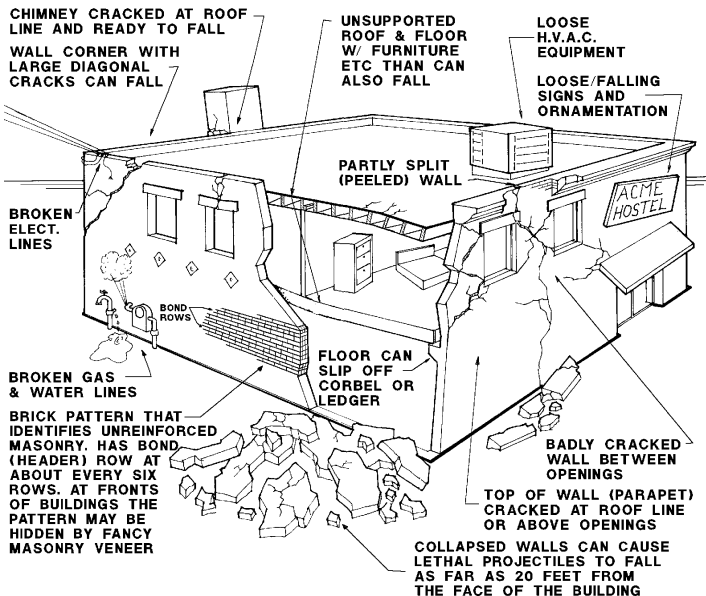 CHIMNEY CRACKED AT ROOF
LINE AND READY TO FALL
WALL CORNER WITH
LARGE DIAGONAL
CRACKS CAN FALL
UNSUPPORTED
ROOF & FLOOR
W/ FURNITURE
ETC THAN CAN
ALSO FALL
LOOSE
H.V.A.C.
EQUIPMENT
LOOSE/FALLING
SIGNS AND
ORNAMENTATION
PARTLY SPLIT
(PEELED) WALL
ACME
HOSTEL
BROKEN
ELECT.
LINES
BOND
ROWS
FLOOR CAN
SLIP OFF
CORBEL OR
LEDGER
BROKEN GAS
& WATER LINES
BRICK PATTERN THAT
IDENTIFIES UNREINFORCED
MASONRY. HAS BOND
(HEADER) ROW AT
ABOUT EVERY SIX
ROWS. AT FRONTS
OF BUILDINGS THE
PATTERN MAY BE
HIDDEN BY FANCY
MASONRY VENEER
BADLY CRACKED
WALL BETWEEN
OPENINGS
TOP OF WALL (PARAPET)
CRACKED AT ROOF LINE
OR ABOVE OPENINGS
COLLAPSED WALLS CAN CAUSE
LETHAL PROJECTILES TO FALL
AS FAR AS 20 FEET FROM
THE FACE OF THE BUILDING